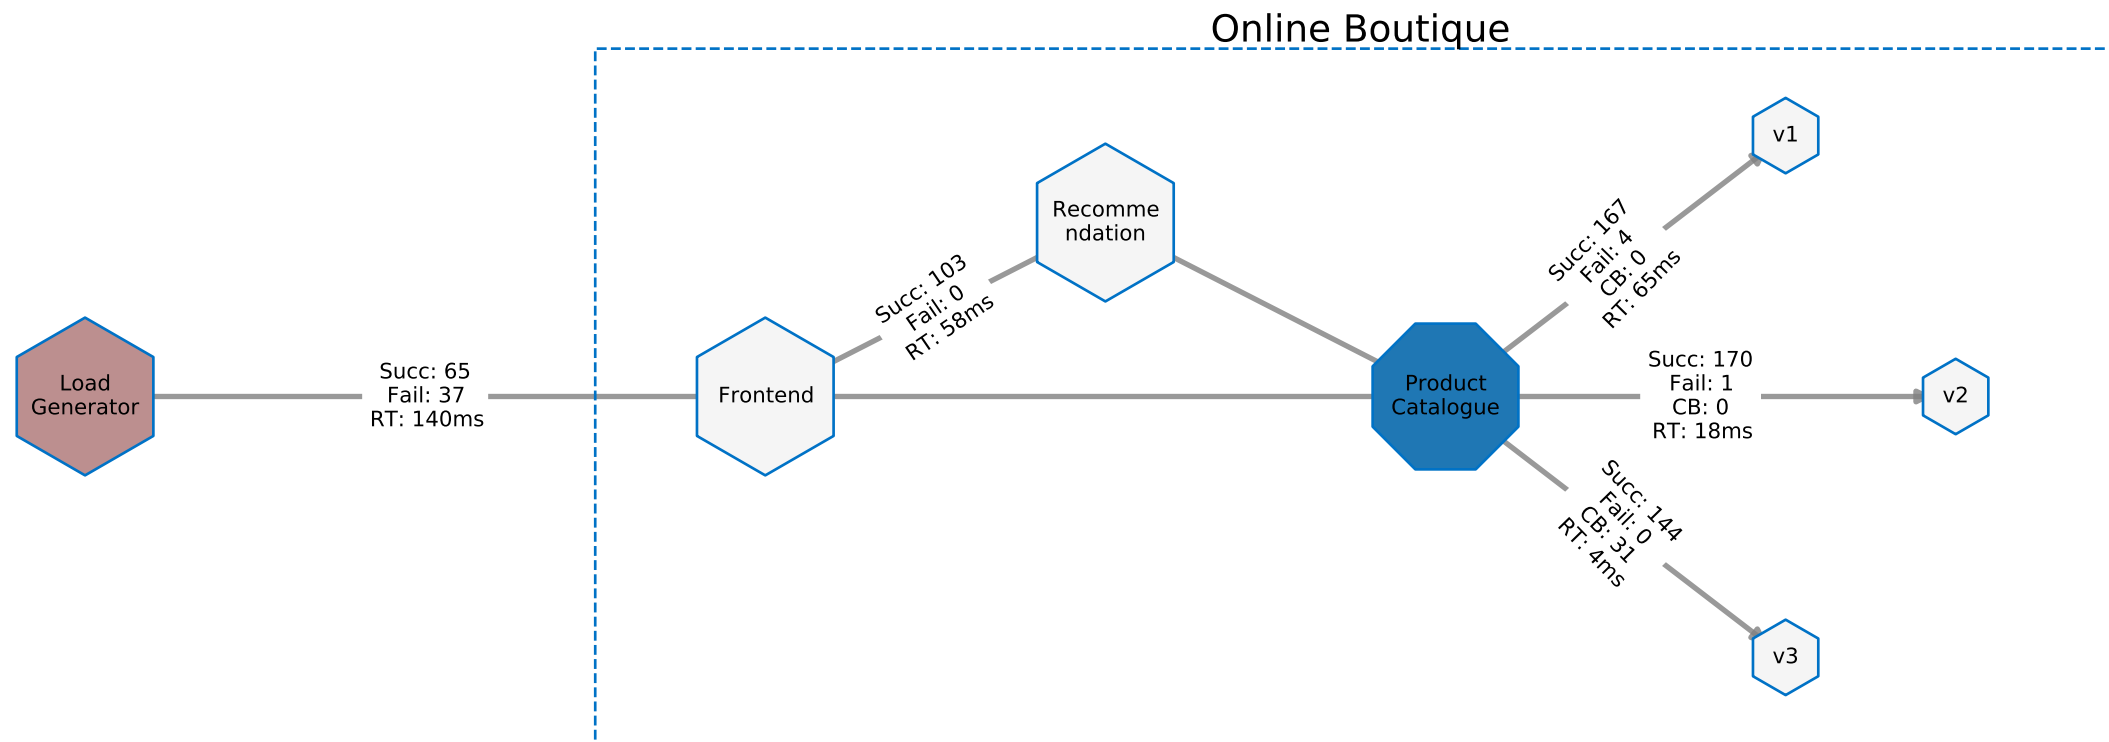 Online Boutique
v1
Recomme
ndation
Succ: 167
Fail: 4
CB: 0
RT: 65ms
Succ: 103
Fail: 0
RT: 58ms
Load
Generator
Succ: 65
Fail: 37
RT: 140ms
Frontend
Product
Catalogue
Succ: 170
Fail: 1
CB: 0
RT: 18ms
v2
Succ: 144
Fail: 0
CB: 31
RT: 4ms
v3